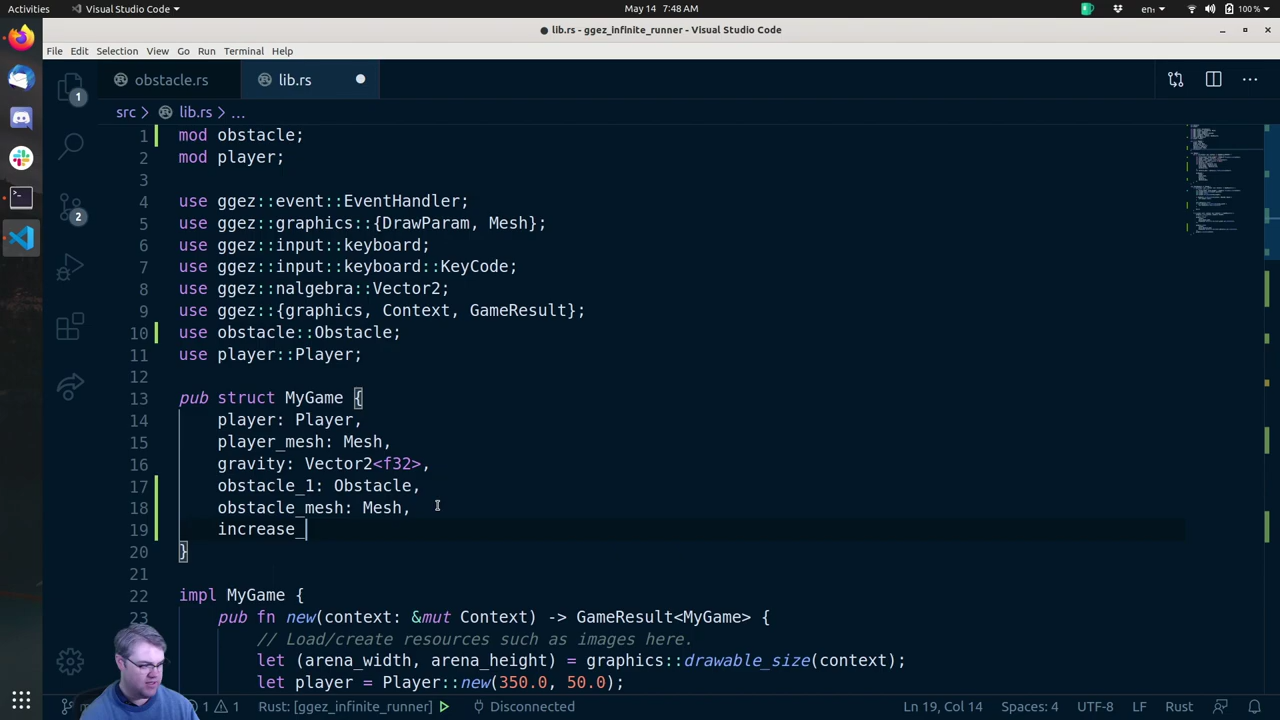 Activities
Visual Studio Code
May 14 7:48 AM
en₁
100 %
lib.rs - ggez_infinite_runner - Visual Studio Code
File Edit Selection View Go Run Terminal Help
obstacle.rs
lib.rs
src > lib.rs > ...
1
2
1 mod obstacle;
2 mod player;
3
4 use ggez::event::EventHandler;
5 use ggez::graphics::{DrawParam, Mesh};
6 use ggez::input::keyboard;
7 use ggez::input::keyboard::KeyCode;
8 use ggez::nalgebra::Vector2;
9 use ggez::{graphics, Context, GameResult};
10 use obstacle::Obstacle;
11 use player::Player;
12
13 pub struct MyGame {
14 player: Player,
15 player_mesh: Mesh,
16 gravity: Vector2<f32>,
17 obstacle_1: Obstacle,
18 obstacle_mesh: Mesh,
19 increase_
20 }
21
22 impl MyGame {
23 pub fn new(context: &mut Context) -> GameResult<MyGame> {
// Load/create resources such as images here.
let (arena_width, arena_height) = graphics::drawable_size(context);
let player = Player::new(350.0, 50.0);
1 Rust: [ggez_infinite_runner] Disconnected Ln 19, Col 14 Spaces: 4 UTF-8 LF Rust